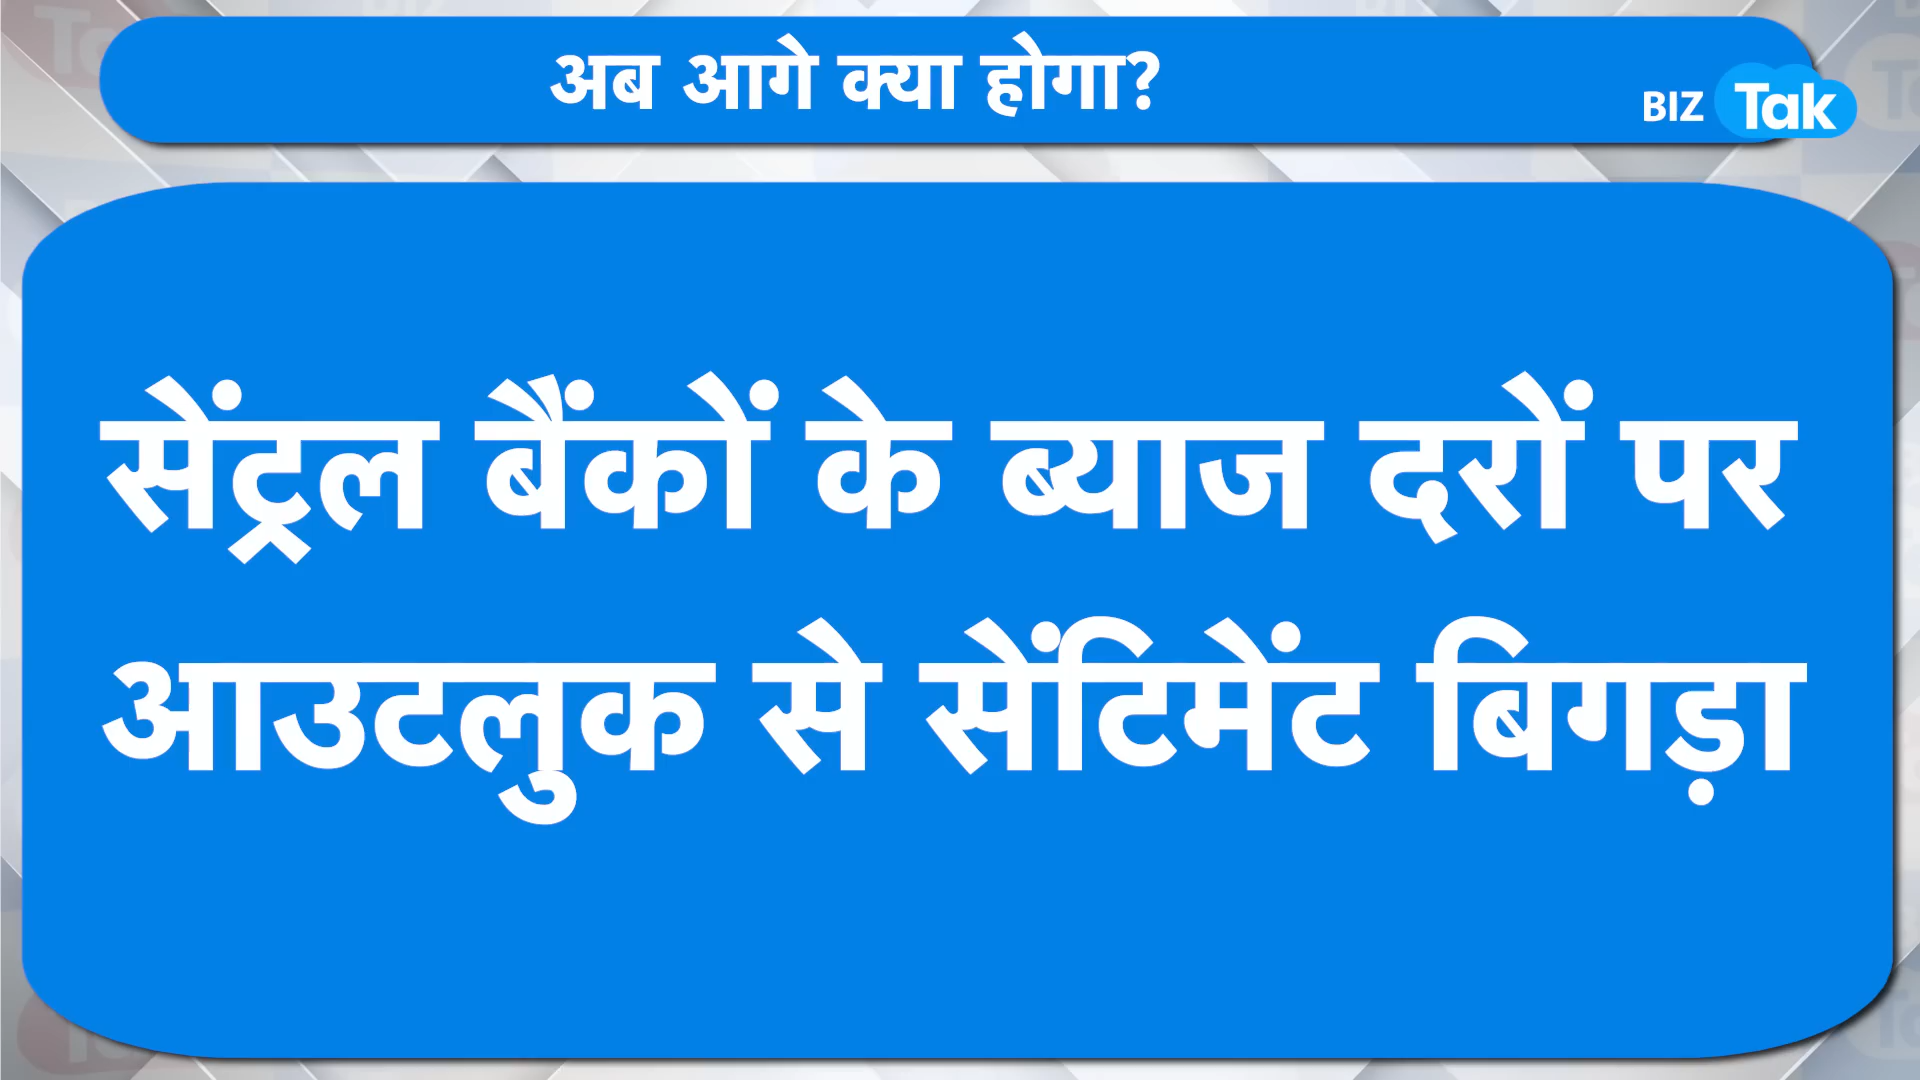 अब आगे क्या होगा?
BIZ Tak
सेंट्रल बैंकों के ब्याज दरों पर
आउटलुक से सेंटिमेंट बिगड़ा